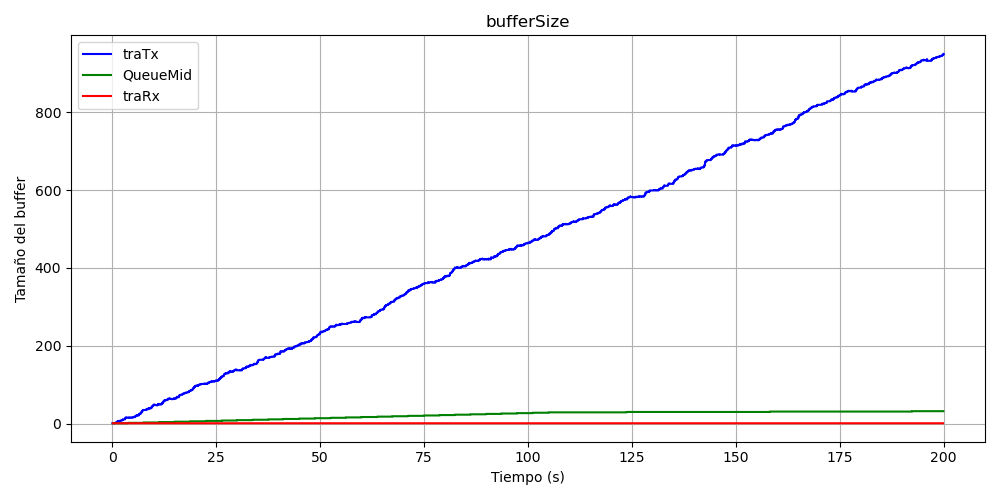 bufferSize
traTx
QueueMid
traRx
Tamaño del buffer
800
600
400
200
0
0 25 50 75 100 125 150 175 200
Tiempo (s)